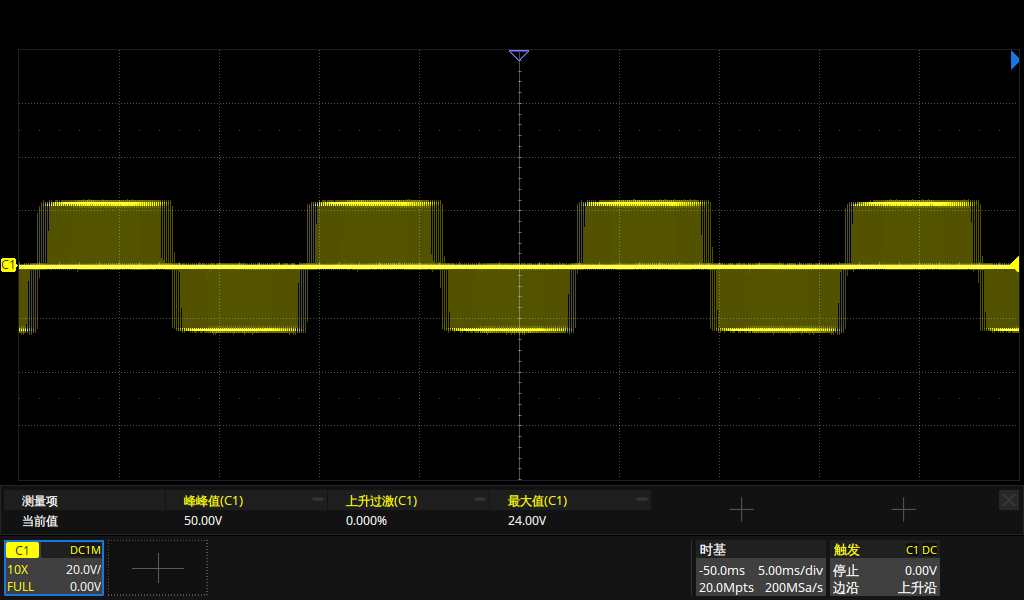 C1
测量项 峰峰值(C1) 上升过激(C1) 最大值(C1)
当前值 50.00V 0.000% 24.00V
C1 DC1M
10X 20.0V/
FULL 0.00V
时基
-50.0ms 5.00ms/div
20.0Mpts 200MSa/s
触发 C1 DC
停止 0.00V
边沿 上升沿